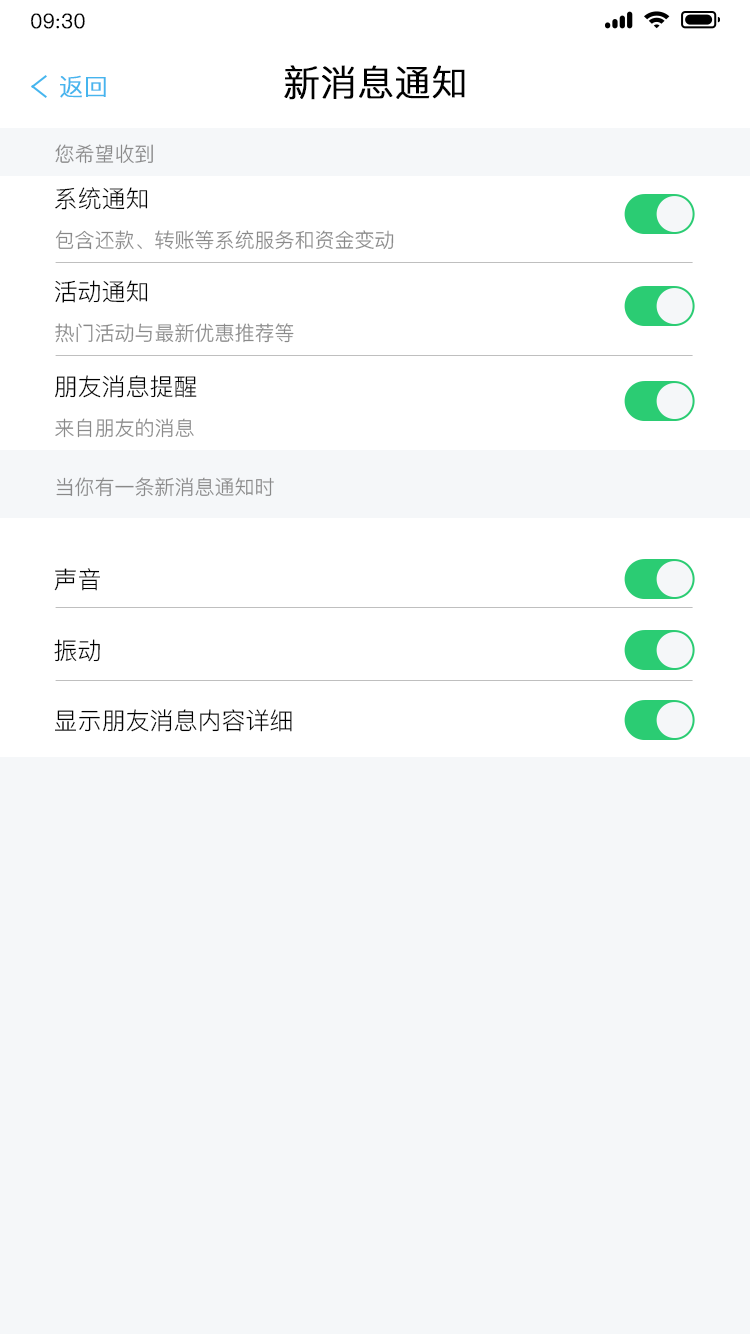 09:30
返回
新消息通知
您希望收到
系统通知
包含还款、转账等系统服务和资金变动
活动通知
热门活动与最新优惠推荐等
朋友消息提醒
来自朋友的消息
当你有一条新消息通知时
声音
振动
显示朋友消息内容详细